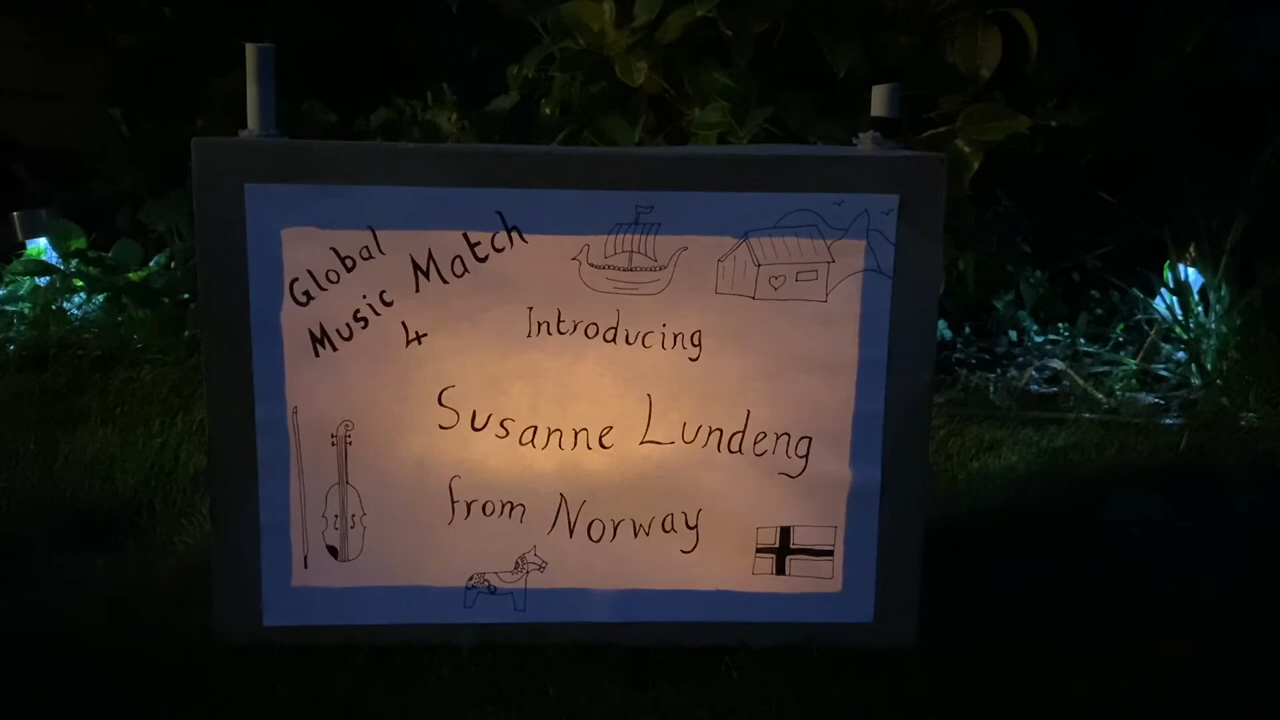 Global
Music Match
4
Introducing
Susanne Lundeng
from Norway